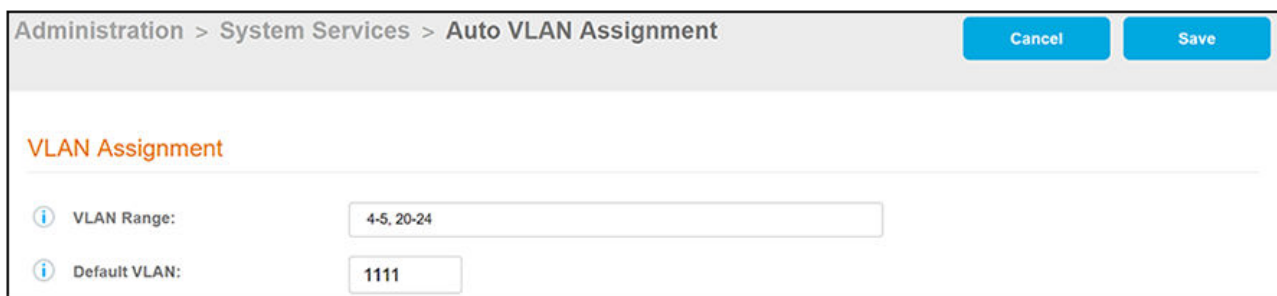 Administration > System Services > Auto VLAN Assignment
Cancel
Save
VLAN Assignment
VLAN Range:
4-5, 20-24
Default VLAN:
1111